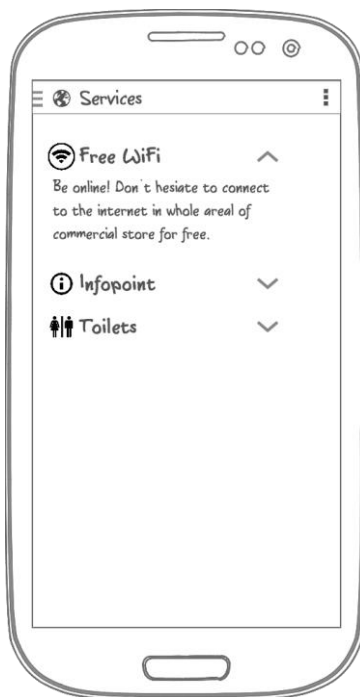 Services
Free WiFi
Be online! Don't hesiate to connect
to the internet in whole areal of
commercial store for free.
Infopoint
Toilets